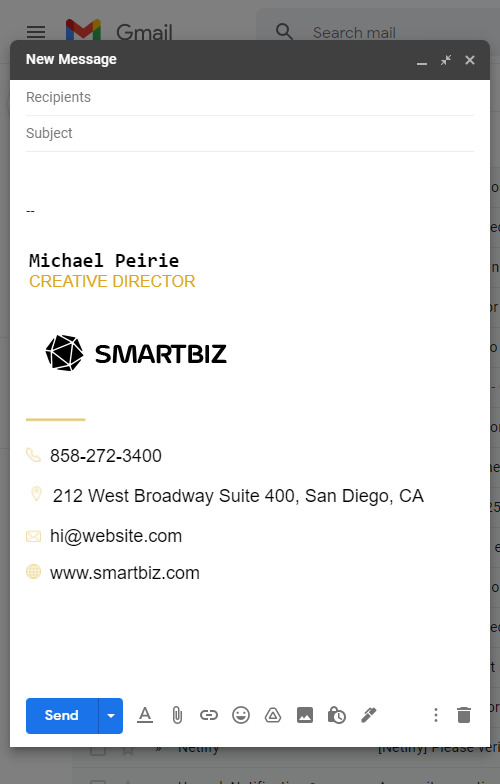 Gmail
Search mail
New Message
Recipients
Subject
--
Michael Peirie
CREATIVE DIRECTOR
SMARTBIZ
858-272-3400
212 West Broadway Suite 400, San Diego, CA
hi@website.com
www.smartbiz.com
Send
Netlify
[Netlify] Please veri